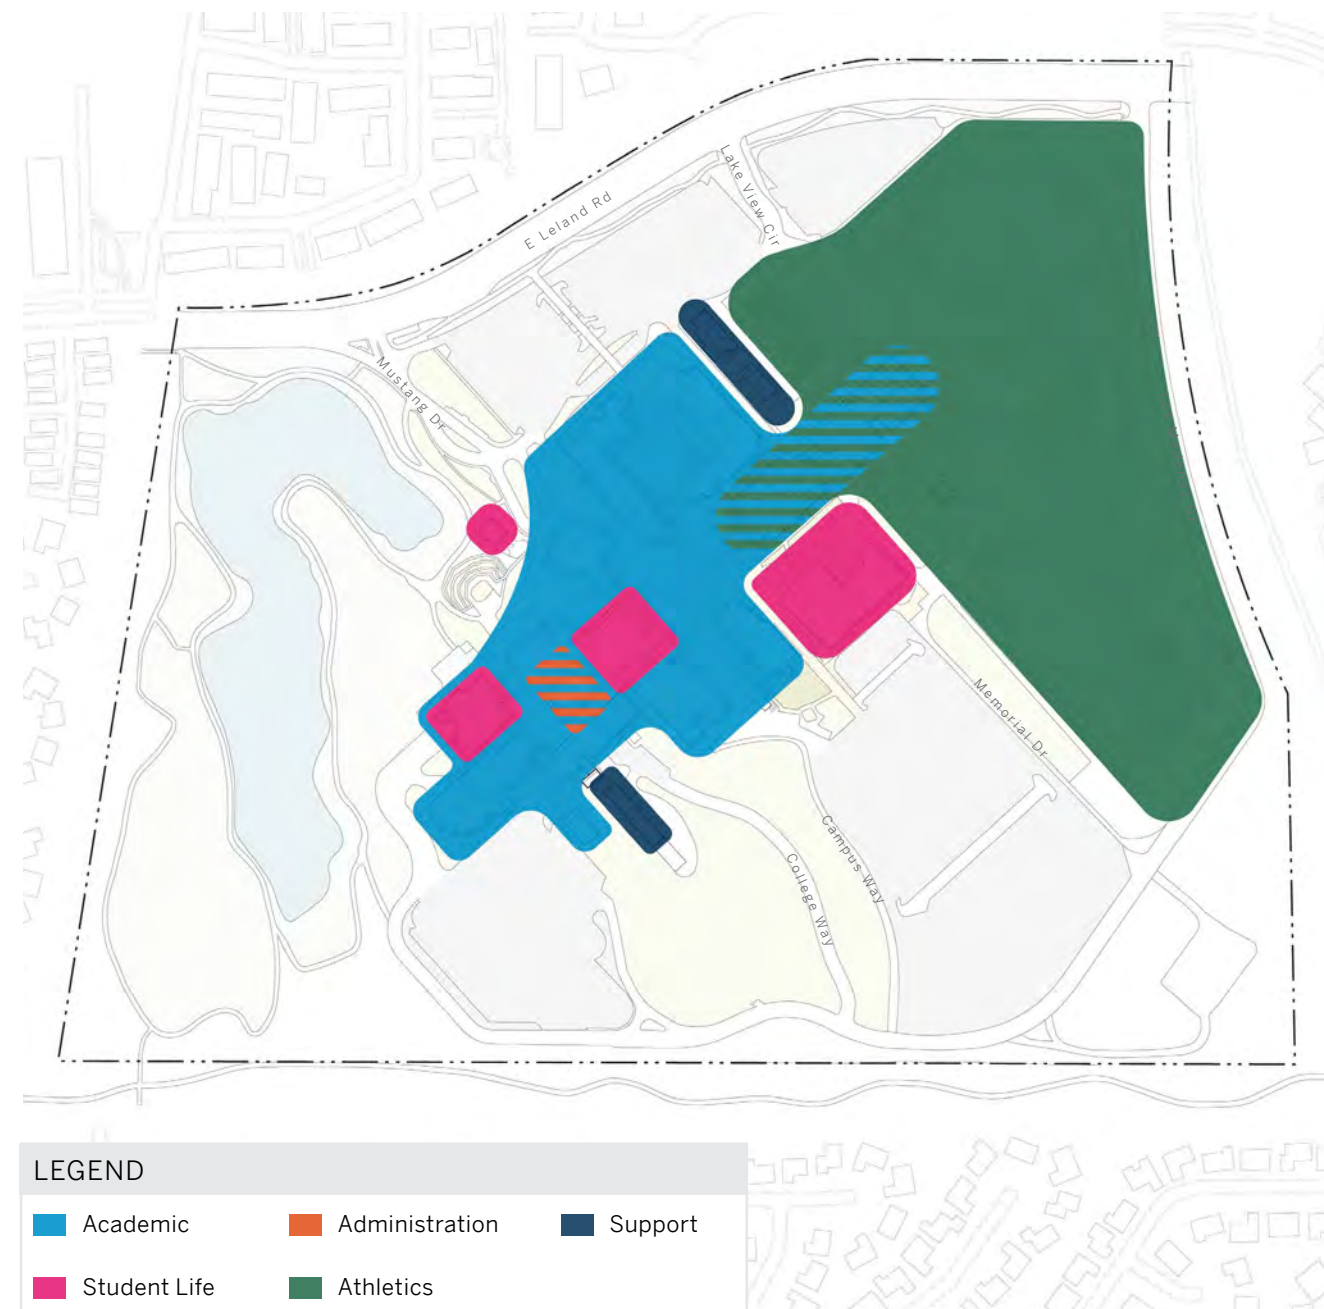 E Leland Rd
Lake View Cir
Mustang Dr
Memorial Dr
Campus Way
College Way
LEGEND
Academic
Administration
Support
Student Life
Athletics